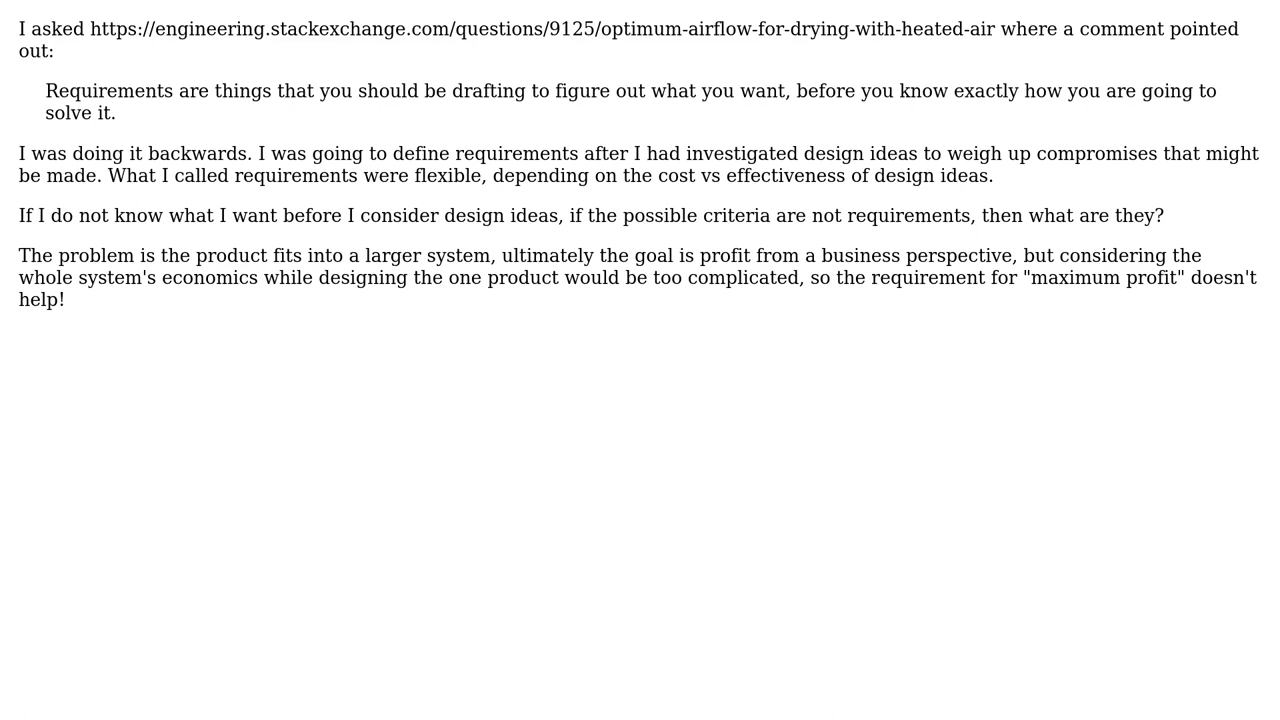 I asked https://engineering.stackexchange.com/questions/9125/optimum-airflow-for-drying-with-heated-air where a comment pointed
out:
Requirements are things that you should be drafting to figure out what you want, before you know exactly how you are going to
solve it.
I was doing it backwards. I was going to define requirements after I had investigated design ideas to weigh up compromises that might
be made. What I called requirements were flexible, depending on the cost vs effectiveness of design ideas.
If I do not know what I want before I consider design ideas, if the possible criteria are not requirements, then what are they?
The problem is the product fits into a larger system, ultimately the goal is profit from a business perspective, but considering the
whole system's economics while designing the one product would be too complicated, so the requirement for "maximum profit" doesn't
help!